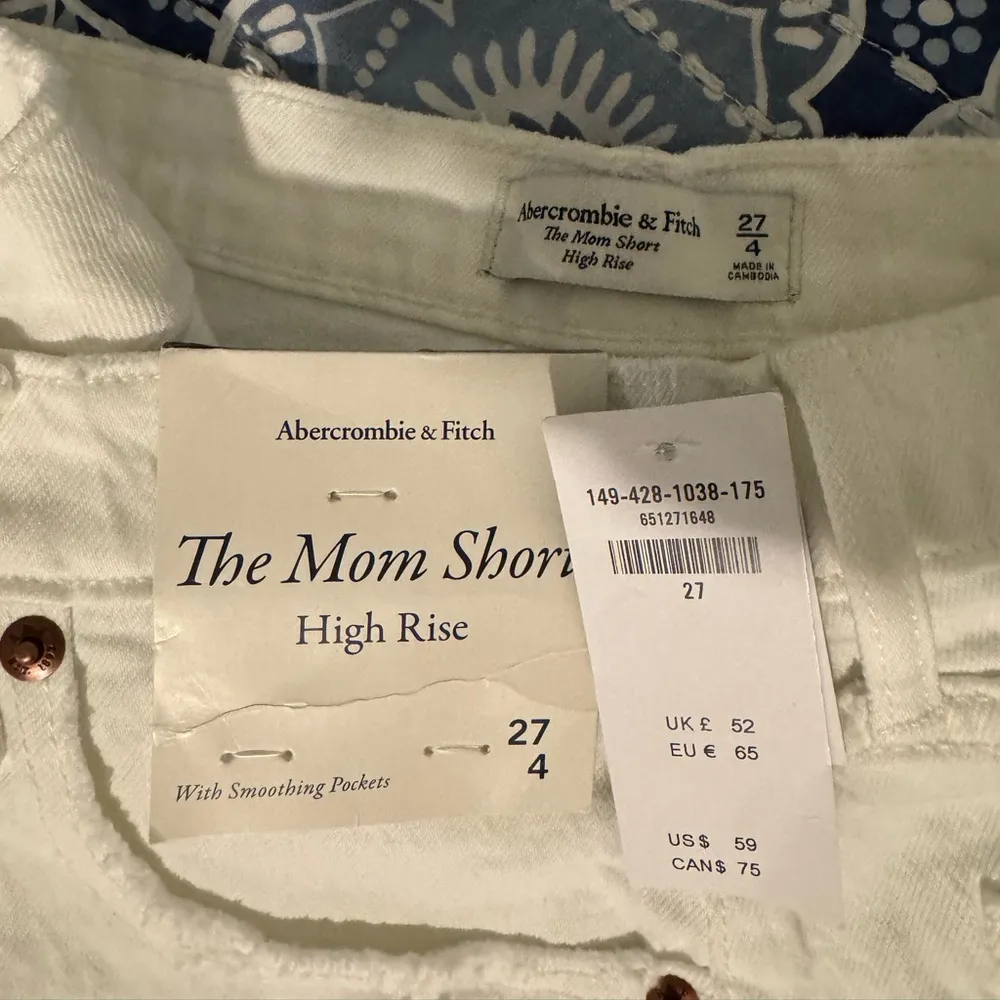 Abercrombie & Fitch
The Mom Short
High Rise
27
4
MADE IN
CAMBODIA
Abercrombie & Fitch
The Mom Short
High Rise
27
4
With Smoothing Pockets
149-428-1038-175
651271648
27
UK £ 52
EU € 65
US $ 59
CAN$ 75